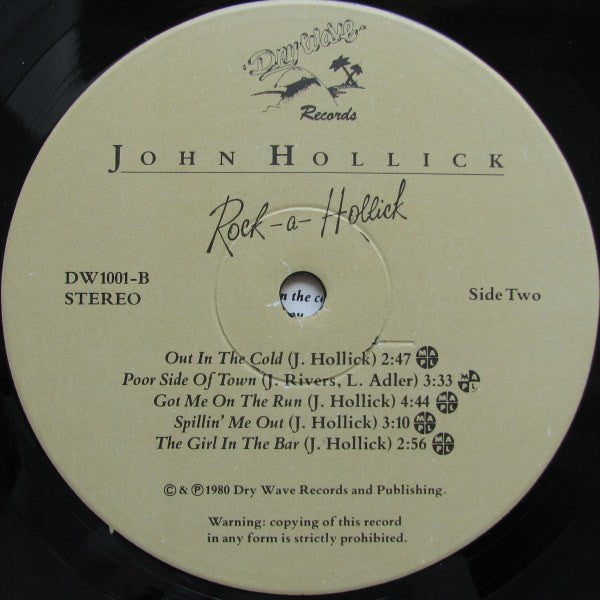 Dry Wave
Records
JOHN HOLLICK
Rock-a-Hollick
DW1001-B
STEREO
Side Two
n the co
Out In The Cold (J. Hollick) 2:47 M A P L
Poor Side Of Town (J. Rivers, L. Adler) 3:33 M A P L
Got Me On The Run (J. Hollick) 4:44 M A P L
Spillin' Me Out (J. Hollick) 3:10 M A P L
The Girl In The Bar (J. Hollick) 2:56 M A P L
© & ℗ 1980 Dry Wave Records and Publishing.
Warning: copying of this record
in any form is strictly prohibited.